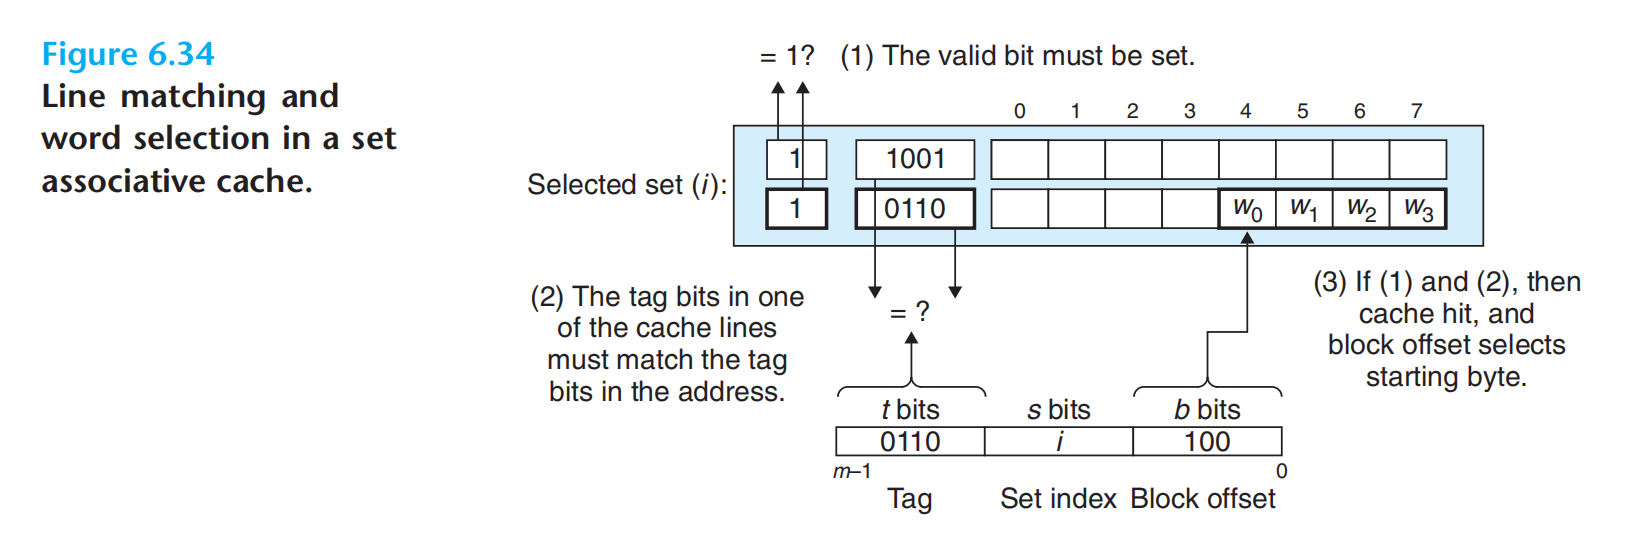 Figure 6.34
Line matching and
word selection in a set
associative cache.
= 1? (1) The valid bit must be set.
0 1 2 3 4 5 6 7
1 1001
Selected set (i):
1 0110 w0 w1 w2 w3
(2) The tag bits in one
of the cache lines
must match the tag
bits in the address.
= ?
(3) If (1) and (2), then
cache hit, and
block offset selects
starting byte.
t bits s bits b bits
0110 i 100
m–1 0
Tag Set index Block offset